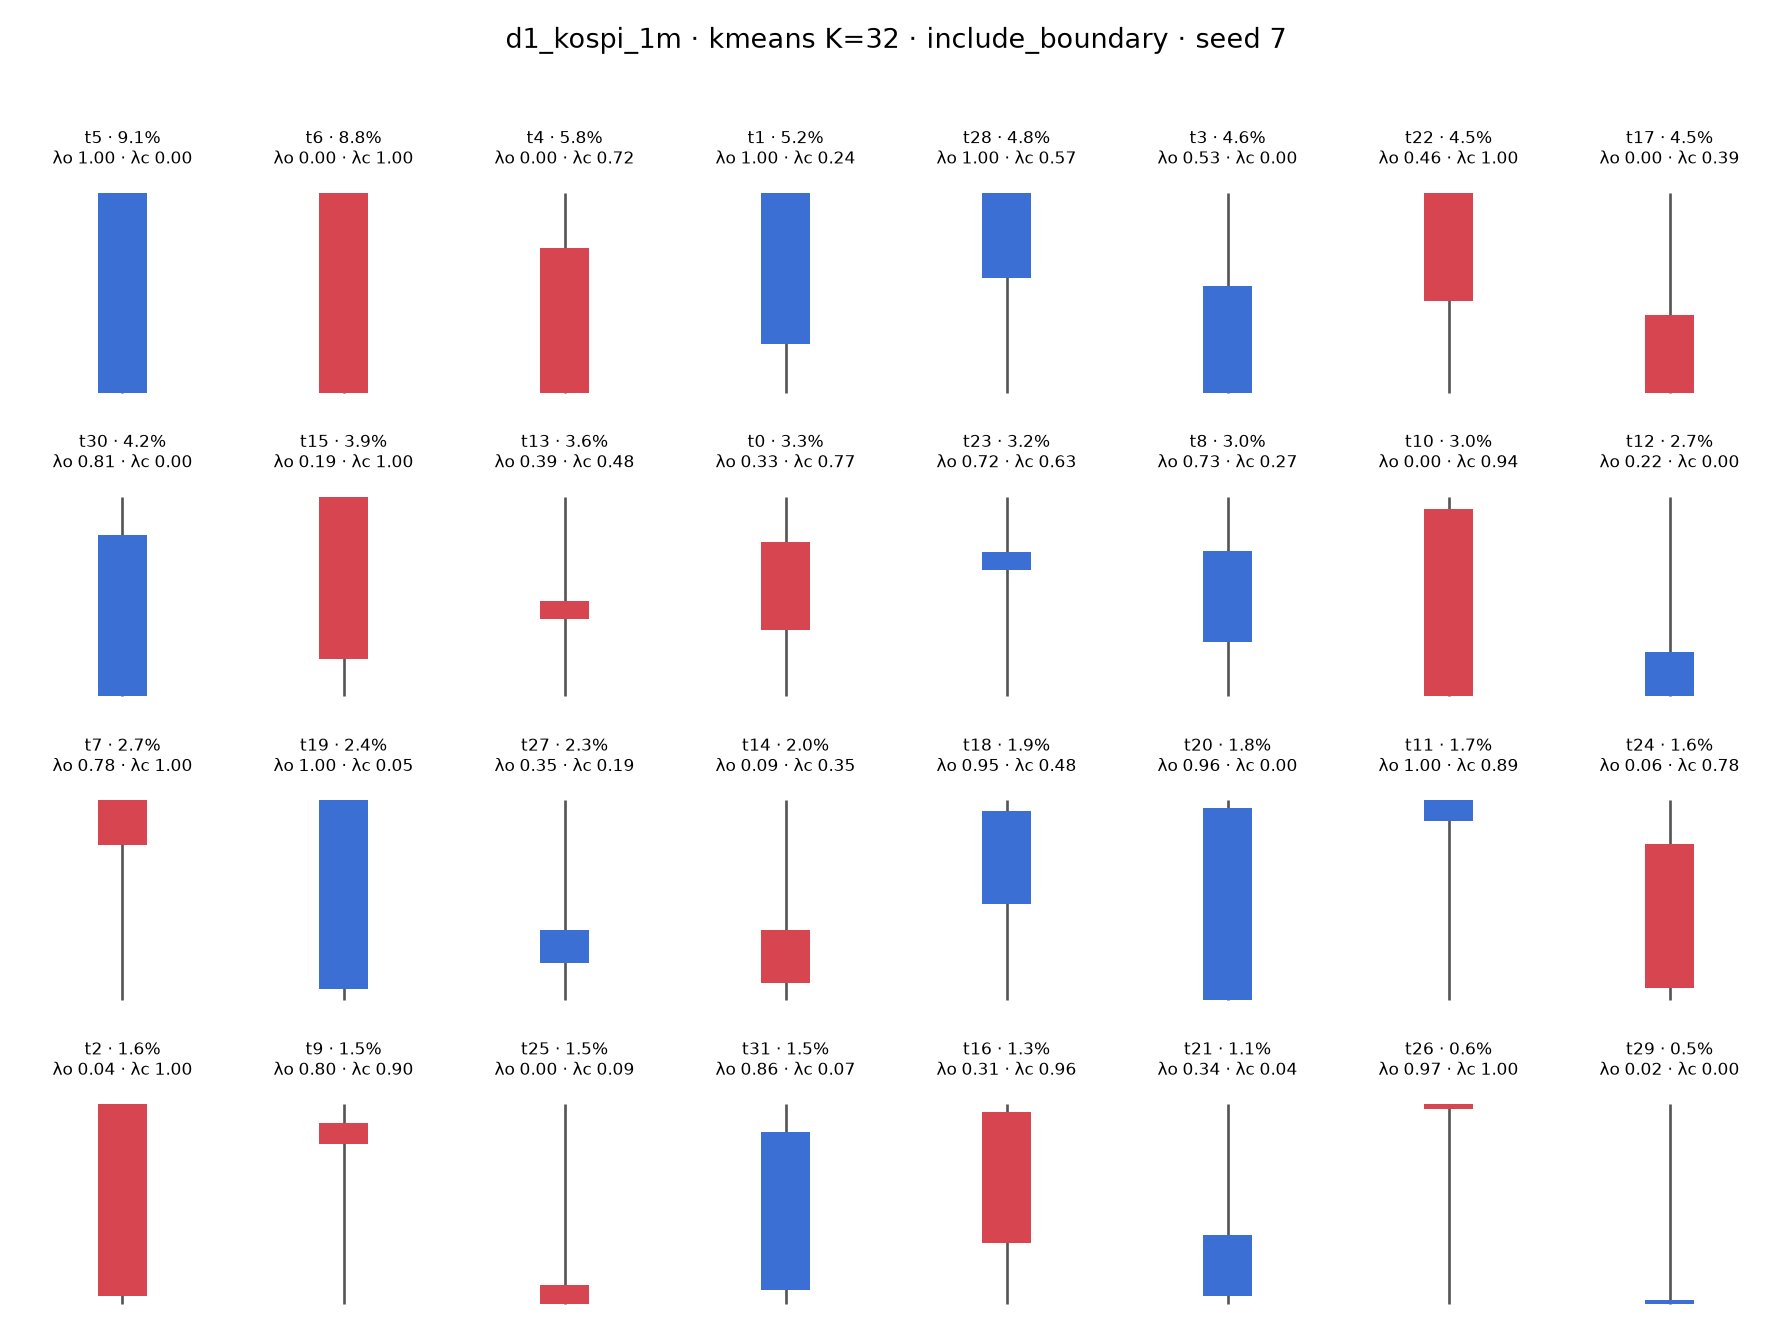 d1_kospi_1m · kmeans K=32 · include_boundary · seed 7
t5 · 9.1%
λo 1.00 · λc 0.00
t6 · 8.8%
λo 0.00 · λc 1.00
t4 · 5.8%
λo 0.00 · λc 0.72
t1 · 5.2%
λo 1.00 · λc 0.24
t28 · 4.8%
λo 1.00 · λc 0.57
t3 · 4.6%
λo 0.53 · λc 0.00
t22 · 4.5%
λo 0.46 · λc 1.00
t17 · 4.5%
λo 0.00 · λc 0.39
t30 · 4.2%
λo 0.81 · λc 0.00
t15 · 3.9%
λo 0.19 · λc 1.00
t13 · 3.6%
λo 0.39 · λc 0.48
t0 · 3.3%
λo 0.33 · λc 0.77
t23 · 3.2%
λo 0.72 · λc 0.63
t8 · 3.0%
λo 0.73 · λc 0.27
t10 · 3.0%
λo 0.00 · λc 0.94
t12 · 2.7%
λo 0.22 · λc 0.00
t7 · 2.7%
λo 0.78 · λc 1.00
t19 · 2.4%
λo 1.00 · λc 0.05
t27 · 2.3%
λo 0.35 · λc 0.19
t14 · 2.0%
λo 0.09 · λc 0.35
t18 · 1.9%
λo 0.95 · λc 0.48
t20 · 1.8%
λo 0.96 · λc 0.00
t11 · 1.7%
λo 1.00 · λc 0.89
t24 · 1.6%
λo 0.06 · λc 0.78
t2 · 1.6%
λo 0.04 · λc 1.00
t9 · 1.5%
λo 0.80 · λc 0.90
t25 · 1.5%
λo 0.00 · λc 0.09
t31 · 1.5%
λo 0.86 · λc 0.07
t16 · 1.3%
λo 0.31 · λc 0.96
t21 · 1.1%
λo 0.34 · λc 0.04
t26 · 0.6%
λo 0.97 · λc 1.00
t29 · 0.5%
λo 0.02 · λc 0.00